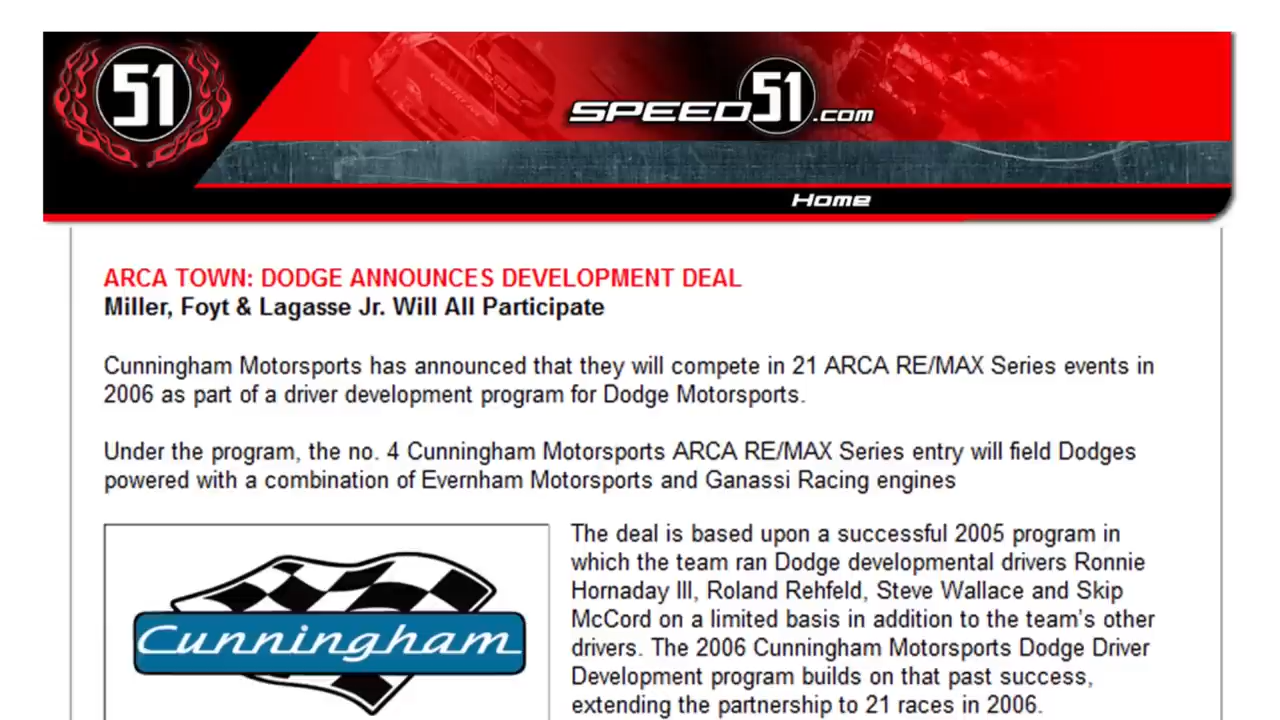 51
SPEED51.com
Home
ARCA TOWN: DODGE ANNOUNCES DEVELOPMENT DEAL
Miller, Foyt & Lagasse Jr. Will All Participate
Cunningham Motorsports has announced that they will compete in 21 ARCA RE/MAX Series events in
2006 as part of a driver development program for Dodge Motorsports.
Under the program, the no. 4 Cunningham Motorsports ARCA RE/MAX Series entry will field Dodges
powered with a combination of Evernham Motorsports and Ganassi Racing engines
Cunningham
The deal is based upon a successful 2005 program in
which the team ran Dodge developmental drivers Ronnie
Hornaday III, Roland Rehfeld, Steve Wallace and Skip
McCord on a limited basis in addition to the team's other
drivers. The 2006 Cunningham Motorsports Dodge Driver
Development program builds on that past success,
extending the partnership to 21 races in 2006.